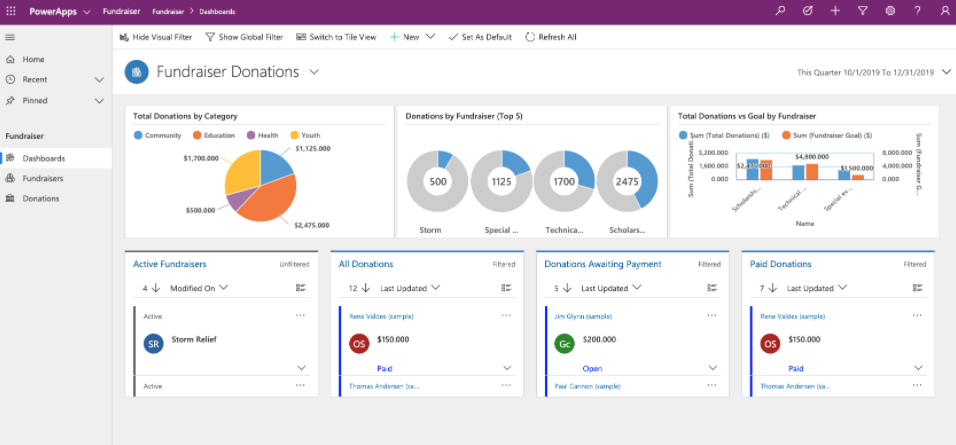 PowerApps Fundraiser Fundraiser > Dashboards
Hide Visual Filter Show Global Filter Switch to Tile View New Set As Default Refresh All
Home
Recent
Pinned
Fundraiser
Dashboards
Fundraisers
Donations
Fundraiser Donations
This Quarter 10/1/2019 To 12/31/2019
Total Donations by Category
Community Education Health Youth
$1,125.000
$1,700.000
$500.000
$2,475.000
Donations by Fundraiser (Top 5)
500 1125 1700 2475
Storm Special ... Technica... Scholars...
Total Donations vs Goal by Fundraiser
Sum (Total Donations) ($) Sum (Fundraiser Goal) ($)
Sum (Total Donati...
3,200.000
1,600.000
0.000
$2,475.000
$4,800.000
$1,500.000
8,000.000
4,000.000
0.000
Sum (Fundraiser G...
Scholarshi... Technical ... Special ev...
Name
Active Fundraisers Unfiltered
4 Modified On
Active
SR Storm Relief
Active
All Donations Filtered
12 Last Updated
Rene Valdes (sample)
OS $150.000
Paid
Thomas Andersen (sa...
Donations Awaiting Payment Filtered
5 Last Updated
Jim Glynn (sample)
Gc $200.000
Open
Paul Cannon (sample)
Paid Donations Filtered
7 Last Updated
Rene Valdes (sample)
OS $150.000
Paid
Thomas Andersen (sa...